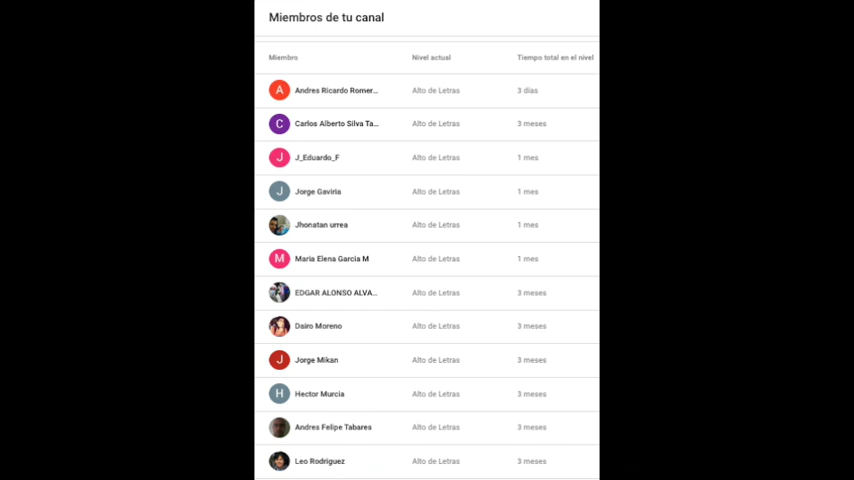 Miembros de tu canal
Miembro Nivel actual Tiempo total en el nivel
A Andres Ricardo Romer... Alto de Letras 3 días
C Carlos Alberto Silva Ta... Alto de Letras 3 meses
J J_Eduardo_F Alto de Letras 1 mes
J Jorge Gaviria Alto de Letras 1 mes
Jhonatan urrea Alto de Letras 1 mes
M Maria Elena Garcia M Alto de Letras 1 mes
EDGAR ALONSO ALVA... Alto de Letras 3 meses
Dairo Moreno Alto de Letras 3 meses
J Jorge Mikan Alto de Letras 3 meses
H Hector Murcia Alto de Letras 3 meses
Andres Felipe Tabares Alto de Letras 3 meses
Leo Rodriguez Alto de Letras 3 meses